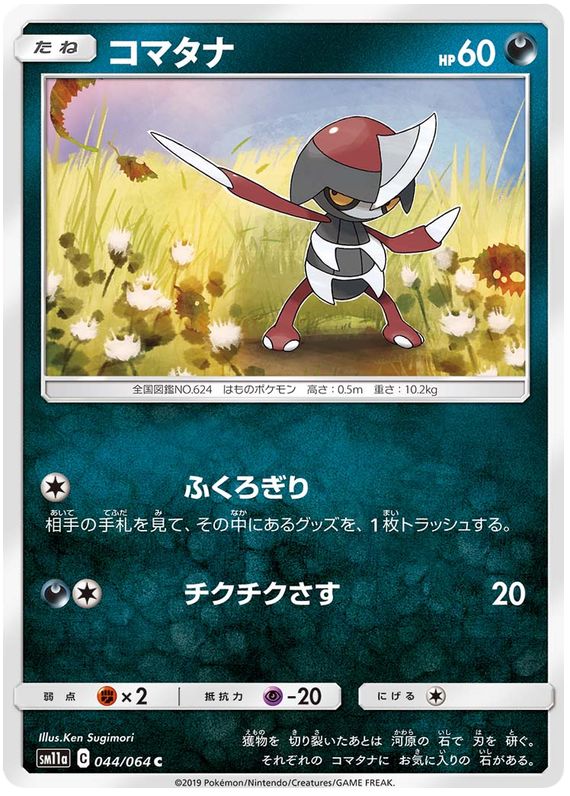 たね コマタナ HP60
全国図鑑NO.624 はものポケモン 高さ：0.5m 重さ：10.2kg
ふくろぎり
相手の手札を見て、その中にあるグッズを、1枚トラッシュする。
チクチクさす 20
弱点 ×2 抵抗力 -20 にげる
Illus.Ken Sugimori
獲物を 切り裂いたあとは 河原の 石で 刃を 研ぐ。
それぞれの コマタナに お気に入りの 石がある。
SM11a C 044/064 C
©2019 Pokémon/Nintendo/Creatures/GAME FREAK.